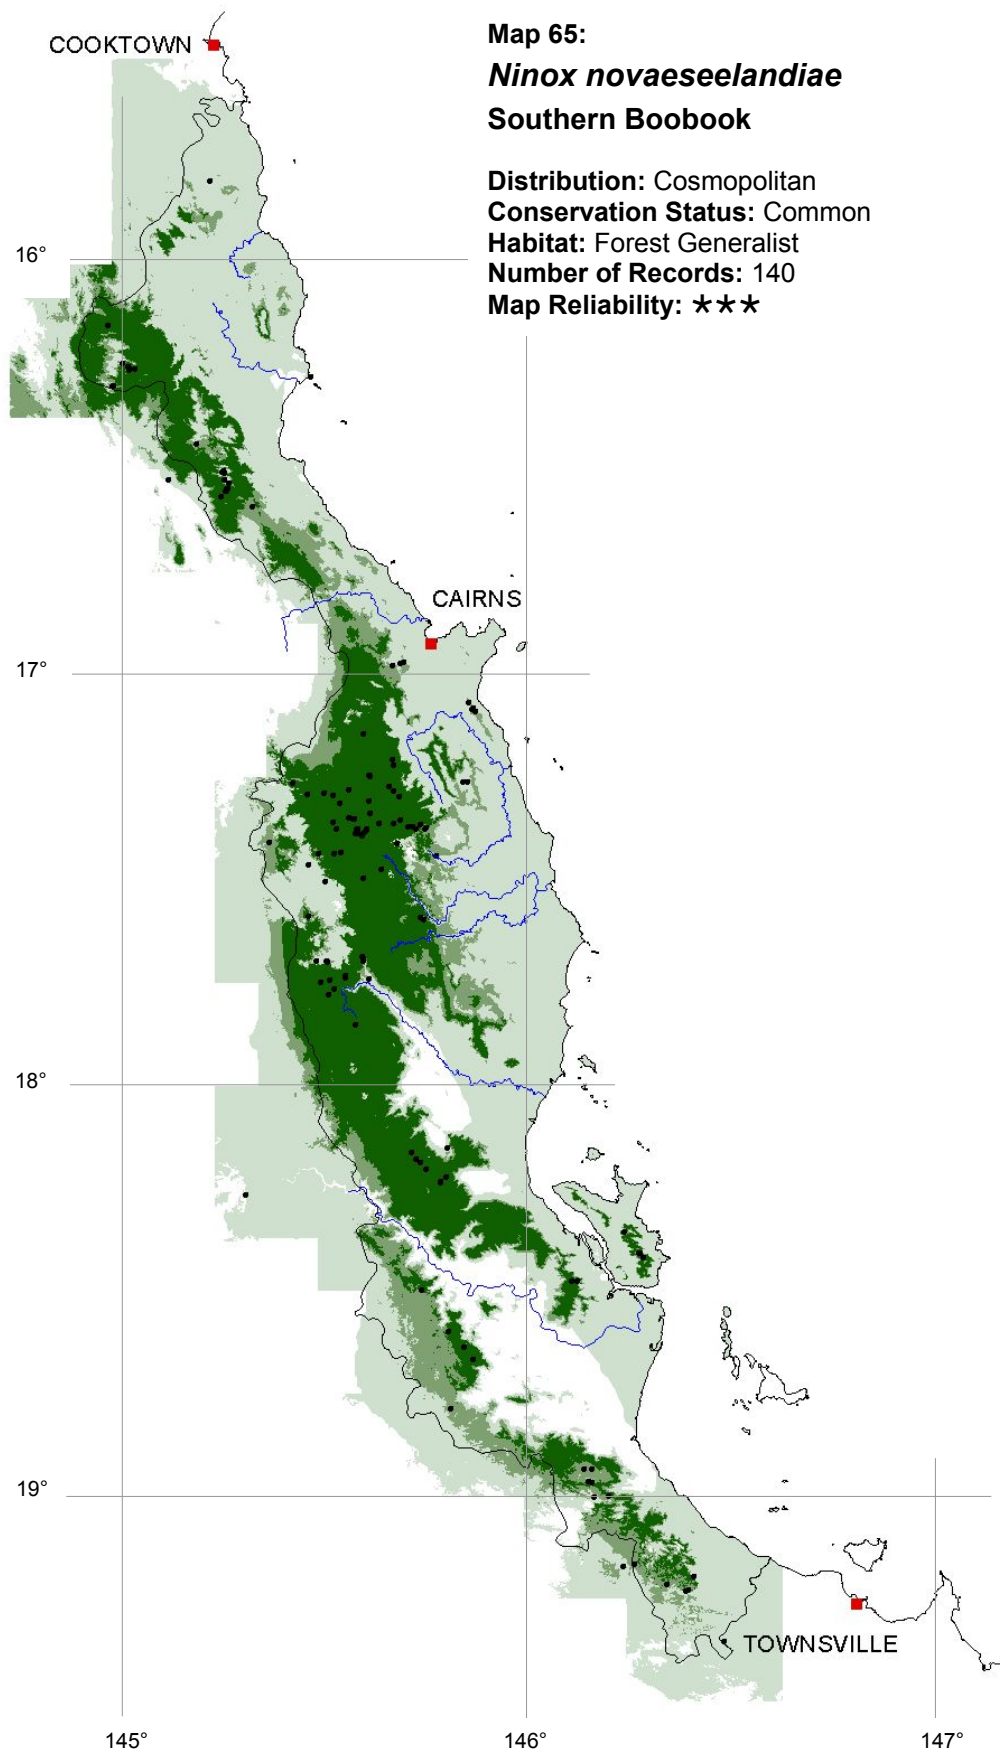 Map 65:
Ninox novaeseelandiae
Southern Boobook
Distribution: Cosmopolitan
Conservation Status: Common
Habitat: Forest Generalist
Number of Records: 140
Map Reliability: ***
COOKTOWN
16°
CAIRNS
17°
18°
19°
TOWNSVILLE
145°
146°
147°